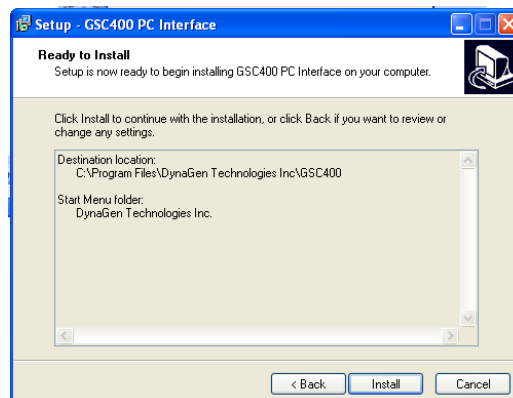 Setup - GSC400 PC Interface
Ready to Install
Setup is now ready to begin installing GSC400 PC Interface on your computer.
Click Install to continue with the installation, or click Back if you want to review or
change any settings.
Destination location:
C:\Program Files\DynaGen Technologies Inc\GSC400
Start Menu folder:
DynaGen Technologies Inc.
< Back
Install
Cancel